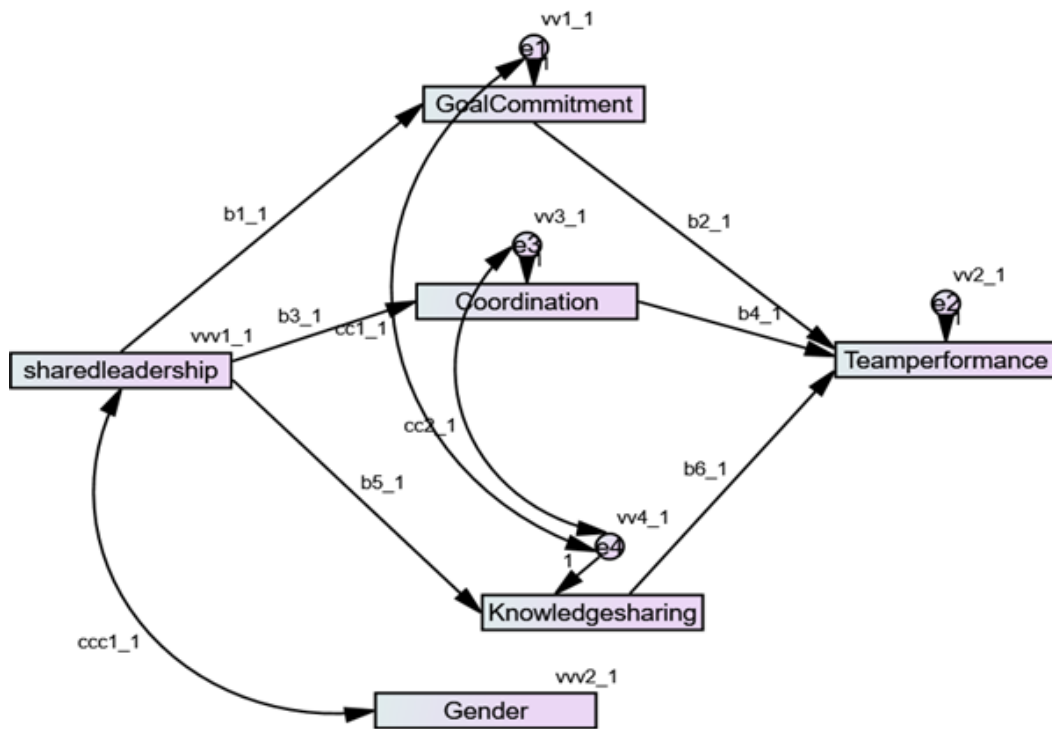 vv1_1
e1
1
GoalCommitment
b1_1
b2_1
vv3_1
e3
1
Coordination
vv2_1
e2
1
b3_1
cc1_1
b4_1
vvv1_1
sharedleadership
Teamperformance
cc2_1
b5_1
b6_1
vv4_1
e4
1
Knowledgesharing
ccc1_1
vvv2_1
Gender